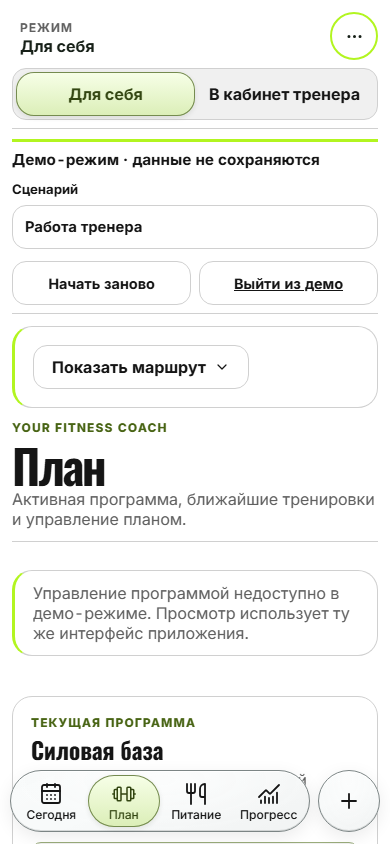 РЕЖИМ
Для себя
Для себя
В кабинет тренера
Демо-режим · данные не сохраняются
Сценарий
Работа тренера
Начать заново
Выйти из демо
Показать маршрут
YOUR FITNESS COACH
План
Активная программа, ближайшие тренировки
и управление планом.
Управление программой недоступно в
демо-режиме. Просмотр использует ту
же интерфейс приложения.
ТЕКУЩАЯ ПРОГРАММА
Силовая база
Сегодня
План
Питание
Прогресс